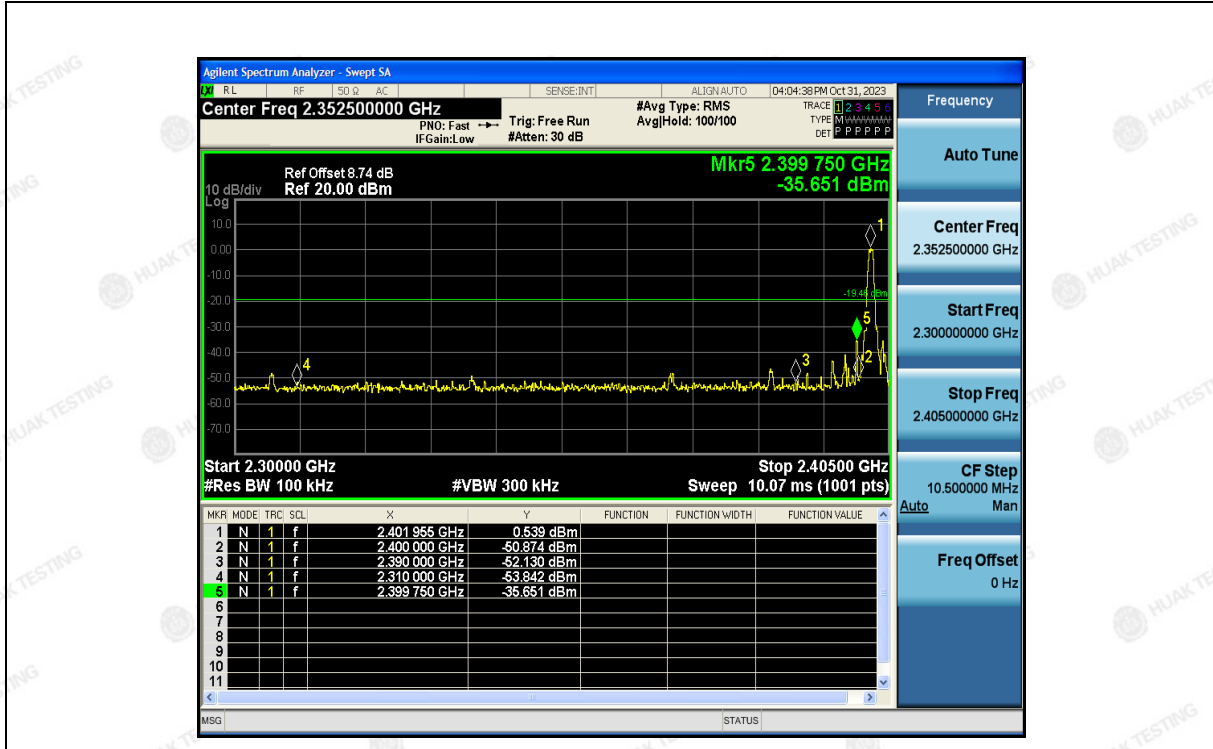 Agilent Spectrum Analyzer - Swept SA
LXI RL RF 50 Ω AC SENSE:INT ALIGN AUTO 04:04:38 PM Oct 31, 2023
Center Freq 2.352500000 GHz
PNO: Fast
IFGain:Low
Trig: Free Run
#Atten: 30 dB
#Avg Type: RMS
Avg|Hold: 100/100
TRACE 1 2 3 4 5 6
TYPE M WWWWW
DET P P P P P P
Ref Offset 8.74 dB
10 dB/div Ref 20.00 dBm
Log
Mkr5 2.399 750 GHz
-35.651 dBm
10.0
0.00
-10.0
-20.0
-30.0
-40.0
-50.0
-60.0
-70.0
1
5
2
3
4
Start 2.30000 GHz Stop 2.40500 GHz
#Res BW 100 kHz #VBW 300 kHz Sweep 10.07 ms (1001 pts)
MKR MODE TRC SCL X Y FUNCTION FUNCTION WIDTH FUNCTION VALUE
1 N 1 f 2.401 955 GHz 0.539 dBm
2 N 1 f 2.400 000 GHz -50.874 dBm
3 N 1 f 2.390 000 GHz -52.130 dBm
4 N 1 f 2.310 000 GHz -53.842 dBm
5 N 1 f 2.399 750 GHz -35.651 dBm
6
7
8
9
10
11
MSG STATUS
Frequency
Auto Tune
Center Freq
2.352500000 GHz
Start Freq
2.300000000 GHz
Stop Freq
2.405000000 GHz
CF Step
10.500000 MHz
Auto Man
Freq Offset
0 Hz
HUAK TESTING